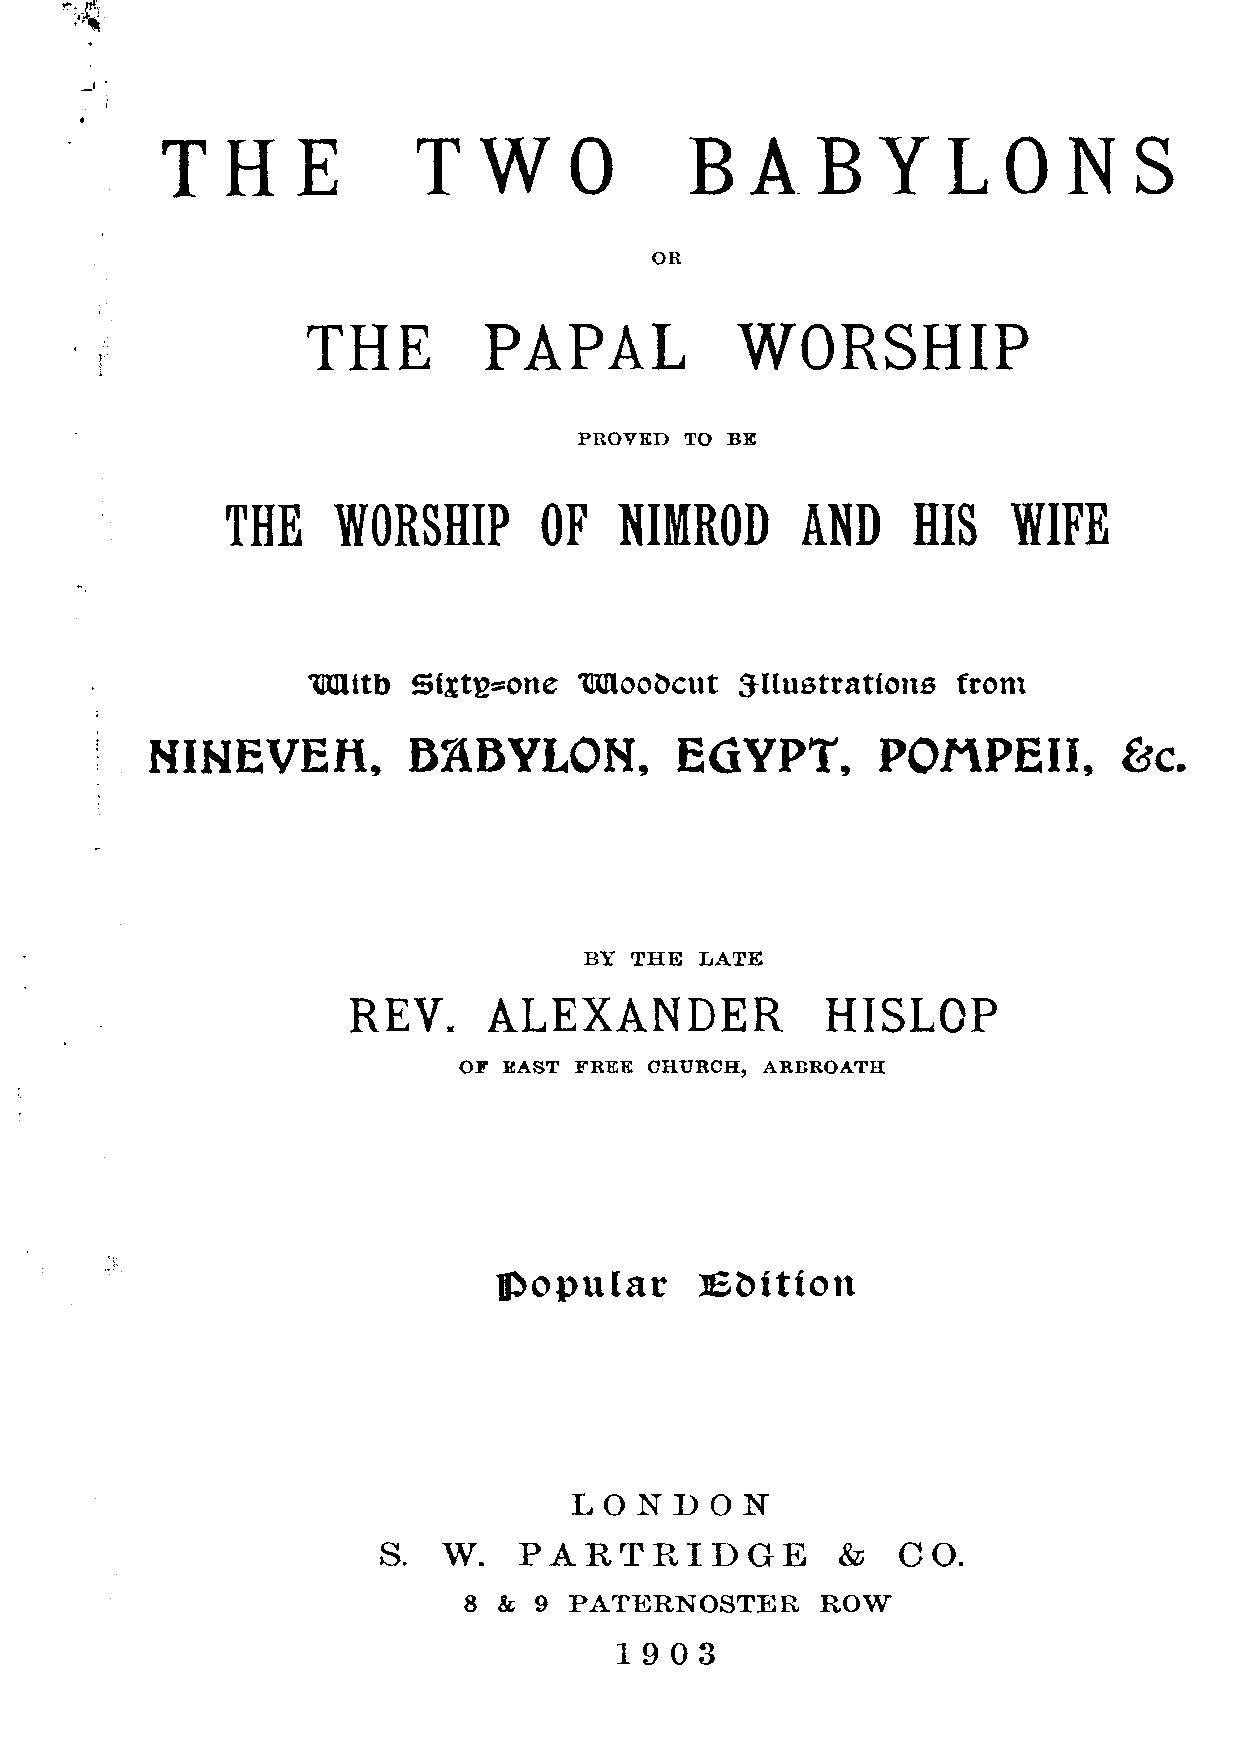 THE TWO BABYLONS
OR
THE PAPAL WORSHIP
PROVED TO BE
THE WORSHIP OF NIMROD AND HIS WIFE
With Sixty=one Woodcut Illustrations from
NINEVEH, BABYLON, EGYPT, POMPEII, &c.
BY THE LATE
REV. ALEXANDER HISLOP
OF EAST FREE CHURCH, ARBROATH
Popular Edition
LONDON
S. W. PARTRIDGE & CO.
8 & 9 PATERNOSTER ROW
1903